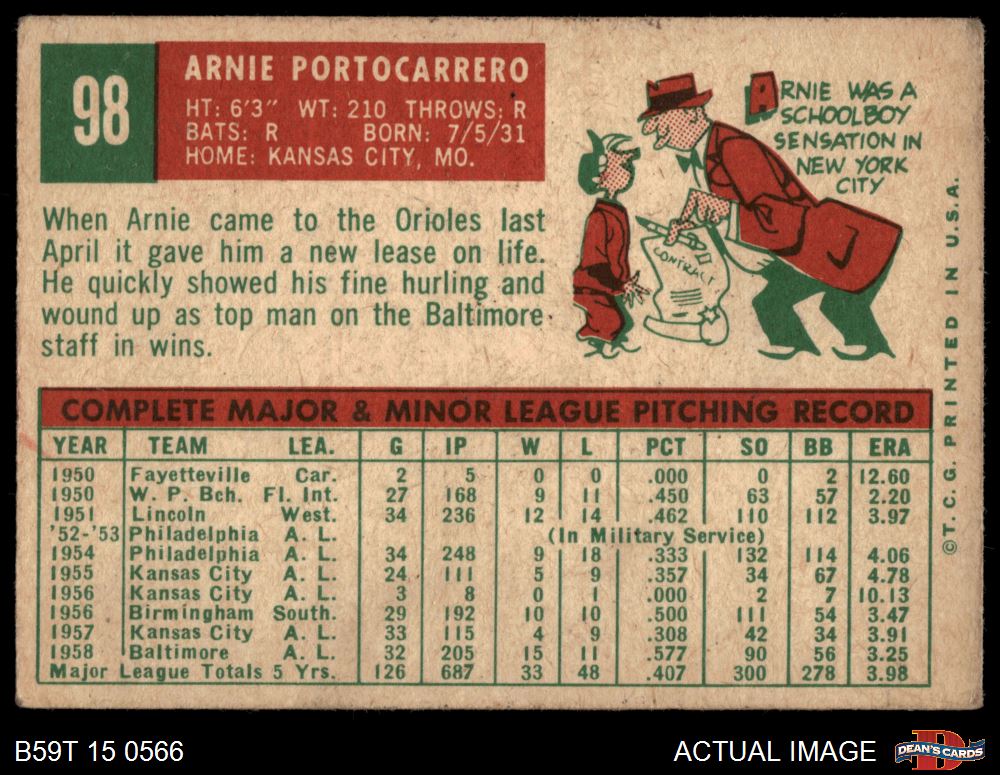 98
ARNIE PORTOCARRERO
HT: 6'3" WT: 210 THROWS: R
BATS: R BORN: 7/5/31
HOME: KANSAS CITY, MO.
ARNIE WAS A
SCHOOLBOY
SENSATION IN
NEW YORK
CITY
CONTRACT
When Arnie came to the Orioles last
April it gave him a new lease on life.
He quickly showed his fine hurling and
wound up as top man on the Baltimore
staff in wins.
©T. C. G. PRINTED IN U.S.A.
COMPLETE MAJOR & MINOR LEAGUE PITCHING RECORD
YEAR TEAM LEA. G IP W L PCT SO BB ERA
1950 Fayetteville Car. 2 5 0 0 .000 0 2 12.60
1950 W. P. Bch. Fl. Int. 27 168 9 11 .450 63 57 2.20
1951 Lincoln West. 34 236 12 14 .462 110 112 3.97
'52-'53 Philadelphia A. L. (In Military Service)
1954 Philadelphia A. L. 34 248 9 18 .333 132 114 4.06
1955 Kansas City A. L. 24 111 5 9 .357 34 67 4.78
1956 Kansas City A. L. 3 8 0 1 .000 2 7 10.13
1956 Birmingham South. 29 192 10 10 .500 111 54 3.47
1957 Kansas City A. L. 33 115 4 9 .308 42 34 3.91
1958 Baltimore A. L. 32 205 15 11 .577 90 56 3.25
Major League Totals 5 Yrs. 126 687 33 48 .407 300 278 3.98
B59T 15 0566
ACTUAL IMAGE
DEAN'S CARDS